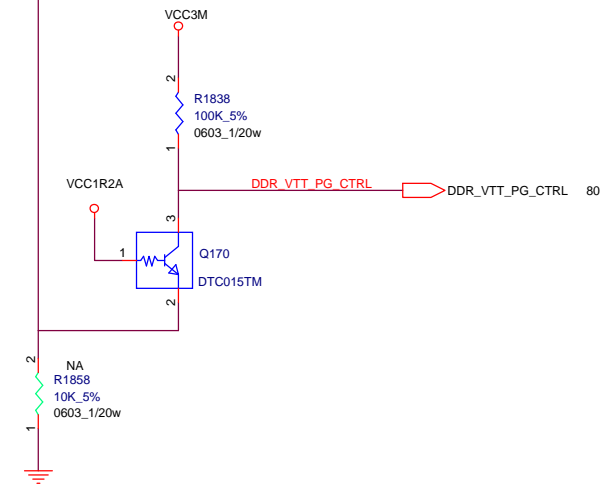 VCC3M
2
R1838
100K_5%
0603_1/20w
1
VCC1R2A
DDR_VTT_PG_CTRL
DDR_VTT_PG_CTRL 80
3
1
Q170
DTC015TM
2
2
NA
R1858
10K_5%
0603_1/20w
1